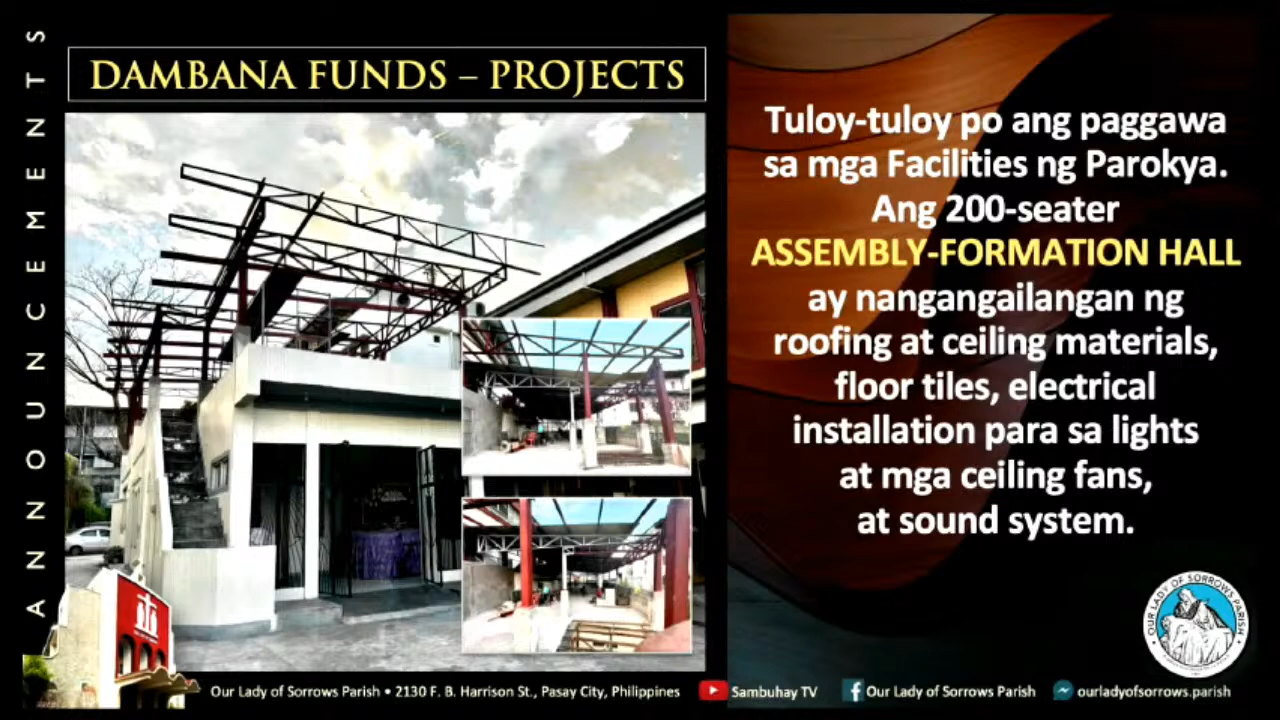 ANNOUNCEMENTS
DAMBANA FUNDS – PROJECTS
Tuloy-tuloy po ang paggawa
sa mga Facilities ng Parokya.
Ang 200-seater
ASSEMBLY-FORMATION HALL
ay nangangailangan ng
roofing at ceiling materials,
floor tiles, electrical
installation para sa lights
at mga ceiling fans,
at sound system.
OUR LADY OF SORROWS PARISH
Our Lady of Sorrows Parish • 2130 F. B. Harrison St., Pasay City, Philippines
Sambuhay TV
Our Lady of Sorrows Parish
ourladyofsorrows.parish